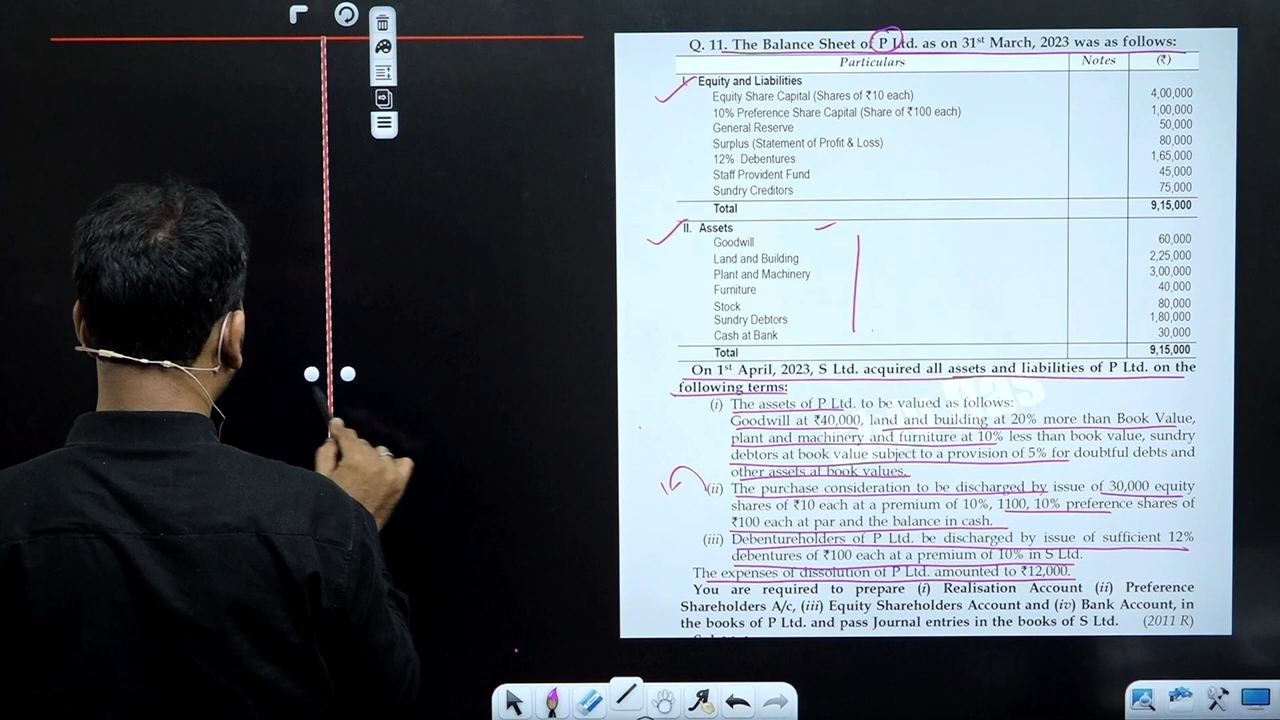 Q. 11. The Balance Sheet of P Ltd. as on 31st March, 2023 was as follows:
Particulars Notes (₹)
I. Equity and Liabilities
Equity Share Capital (Shares of ₹10 each) 4,00,000
10% Preference Share Capital (Share of ₹100 each) 1,00,000
General Reserve 50,000
Surplus (Statement of Profit & Loss) 80,000
12% Debentures 1,65,000
Staff Provident Fund 45,000
Sundry Creditors 75,000
Total 9,15,000
II. Assets
Goodwill 60,000
Land and Building 2,25,000
Plant and Machinery 3,00,000
Furniture 40,000
Stock 80,000
Sundry Debtors 1,80,000
Cash at Bank 30,000
Total 9,15,000
On 1st April, 2023, S Ltd. acquired all assets and liabilities of P Ltd. on the
following terms:
(i) The assets of P Ltd. to be valued as follows:
Goodwill at ₹40,000, land and building at 20% more than Book Value,
plant and machinery and furniture at 10% less than book value, sundry
debtors at book value subject to a provision of 5% for doubtful debts and
other assets at book values.
(ii) The purchase consideration to be discharged by issue of 30,000 equity
shares of ₹10 each at a premium of 10%, 1100, 10% preference shares of
₹100 each at par and the balance in cash.
(iii) Debentureholders of P Ltd. be discharged by issue of sufficient 12%
debentures of ₹100 each at a premium of 10% in S Ltd.
The expenses of dissolution of P Ltd. amounted to ₹12,000.
You are required to prepare (i) Realisation Account (ii) Preference
Shareholders A/c, (iii) Equity Shareholders Account and (iv) Bank Account, in
the books of P Ltd. and pass Journal entries in the books of S Ltd. (2011 R)